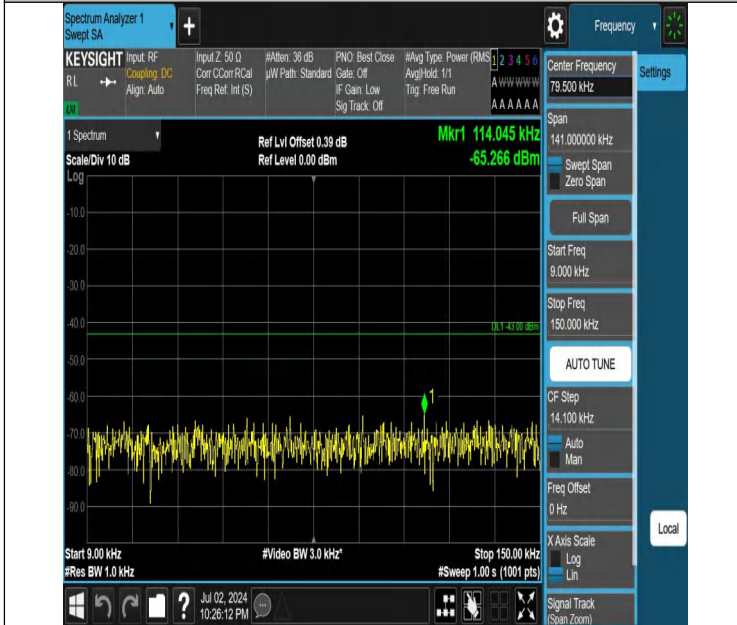 Spectrum Analyzer 1
Swept SA
+
Frequency
KEYSIGHT
RL
Input: RF
Coupling: DC
Align: Auto
Input Z: 50 Ω
Corr CCorr RCal
Freq Ref: Int (S)
#Atten: 36 dB
µW Path: Standard
PNO: Best Close
Gate: Off
IF Gain: Low
Sig Track: Off
#Avg Type: Power (RMS
Avg|Hold: 1/1
Trig: Free Run
1 2 3 4 5 6
A W W W W W
A A A A A A
1 Spectrum
Scale/Div 10 dB
Log
Ref Lvl Offset 0.39 dB
Ref Level 0.00 dBm
Mkr1 114.045 kHz
-65.266 dBm
-10.0
-20.0
-30.0
-40.0
DL1 -43.00 dBm
-50.0
-60.0
1
-70.0
-80.0
-90.0
Start 9.00 kHz
#Res BW 1.0 kHz
#Video BW 3.0 kHz*
Stop 150.00 kHz
#Sweep 1.00 s (1001 pts)
?
Jul 02, 2024
10:26:12 PM
Center Frequency
79.500 kHz
Settings
Span
141.000000 kHz
Swept Span
Zero Span
Full Span
Start Freq
9.000 kHz
Stop Freq
150.000 kHz
AUTO TUNE
CF Step
14.100 kHz
Auto
Man
Freq Offset
0 Hz
X Axis Scale
Log
Lin
Local
Signal Track
(Span Zoom)